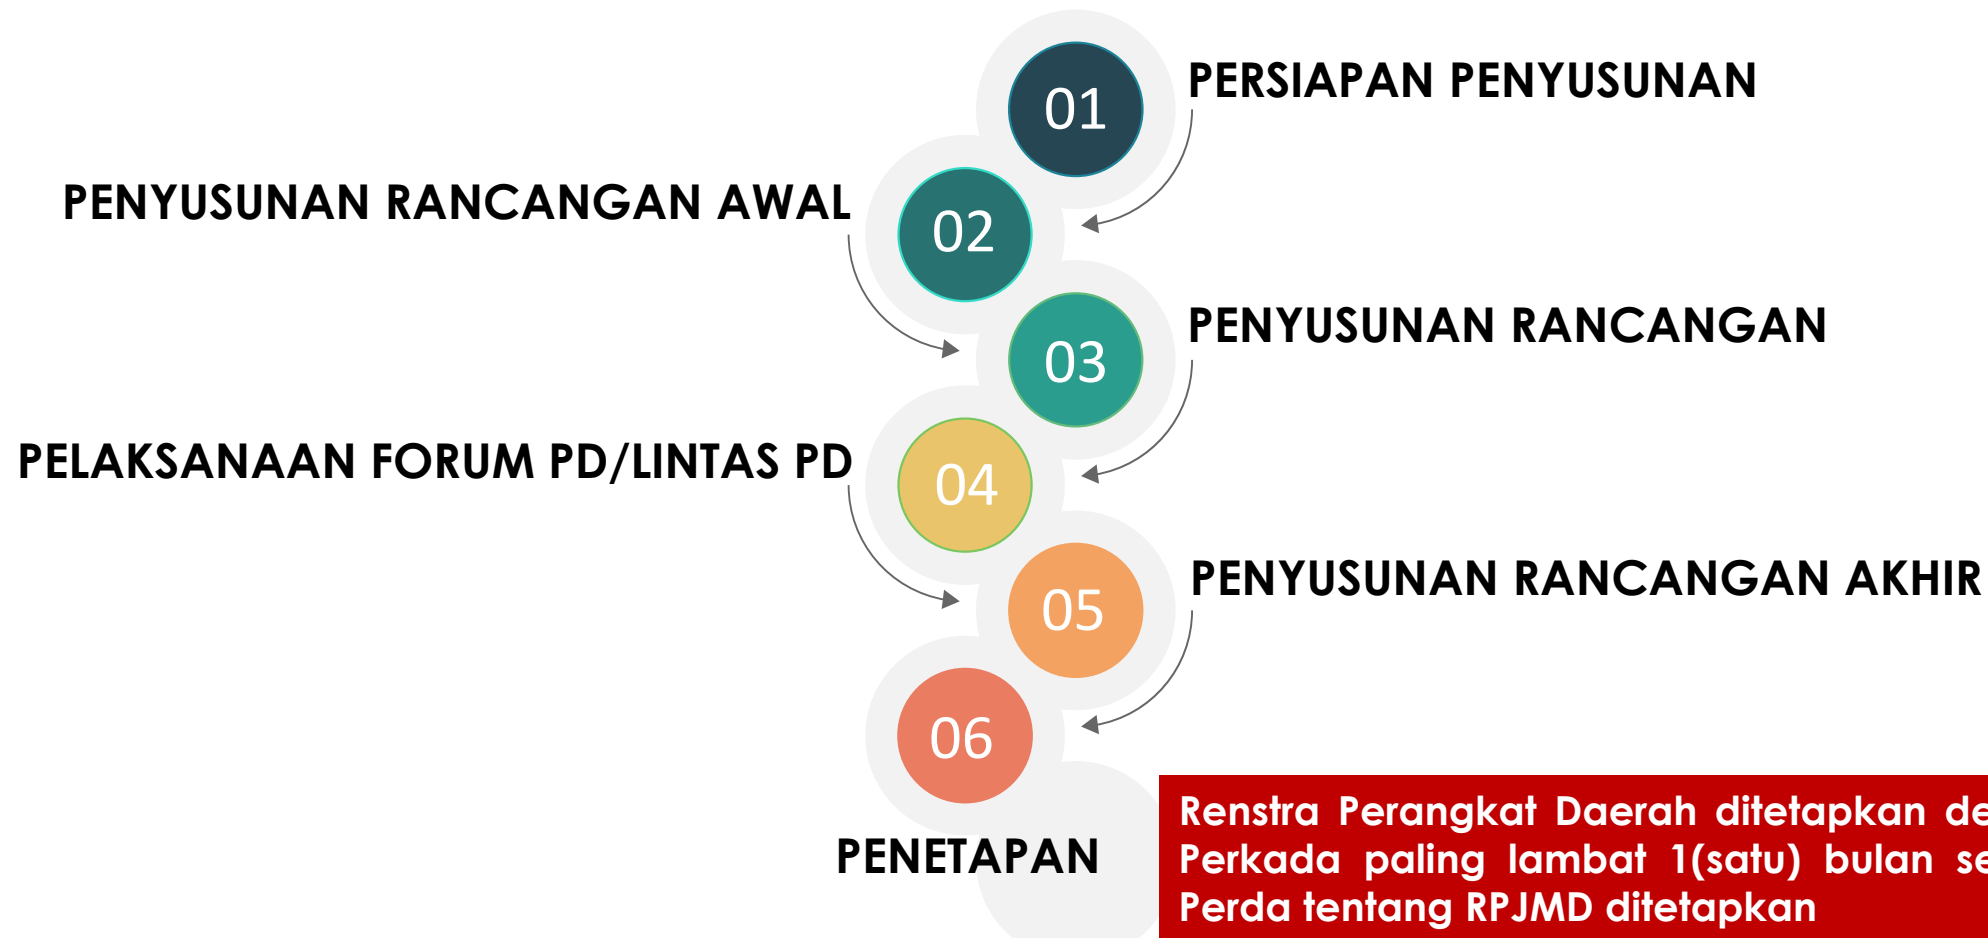 01
PERSIAPAN PENYUSUNAN
PENYUSUNAN RANCANGAN AWAL
02
03
PENYUSUNAN RANCANGAN
PELAKSANAAN FORUM PD/LINTAS PD
04
05
PENYUSUNAN RANCANGAN AKHIR
06
PENETAPAN
Renstra Perangkat Daerah ditetapkan
Perkada paling lambat 1(satu) bulan
Perda tentang RPJMD ditetapkan